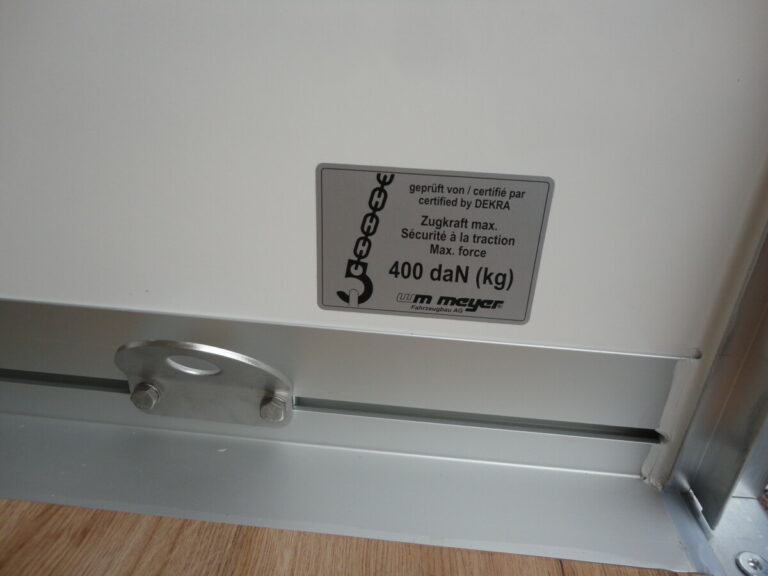 geprüft von / certifié par
certified by DEKRA
Zugkraft max.
Sécurité à la traction
Max. force
400 daN (kg)
wm meyer®
Fahrzeugbau AG